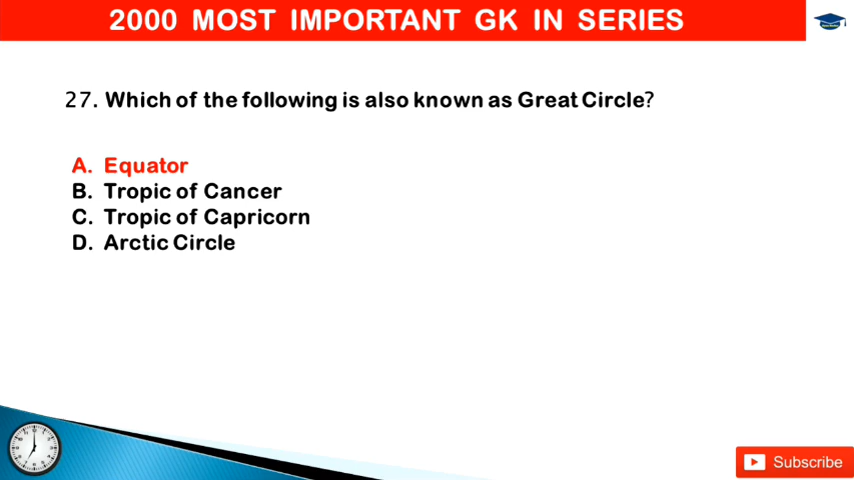 2000 MOST IMPORTANT GK IN SERIES
27. Which of the following is also known as Great Circle?
A. Equator
B. Tropic of Cancer
C. Tropic of Capricorn
D. Arctic Circle
Subscribe